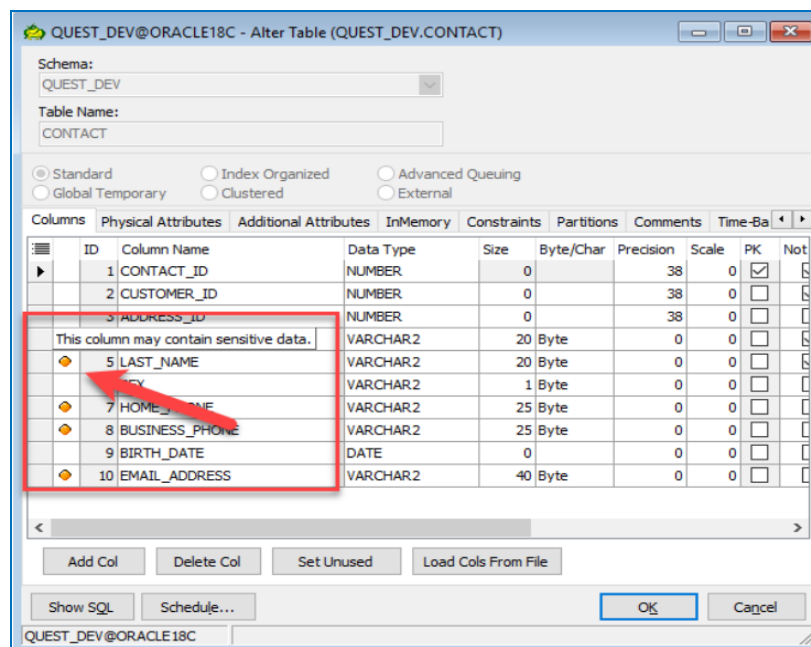 QUEST_DEV@ORACLE18C - Alter Table (QUEST_DEV.CONTACT)
Schema:
QUEST_DEV
Table Name:
CONTACT
Standard Index Organized Advanced Queuing
Global Temporary Clustered External
Columns Physical Attributes Additional Attributes InMemory Constraints Partitions Comments Time-Ba
ID Column Name Data Type Size Byte/Char Precision Scale PK Not
1 CONTACT_ID NUMBER 0 38 0
2 CUSTOMER_ID NUMBER 0 38 0
3 ADDRESS_ID NUMBER 0 38 0
This column may contain sensitive data. VARCHAR2 20 Byte 0 0
5 LAST_NAME VARCHAR2 20 Byte 0 0
VARCHAR2 1 Byte 0 0
7 HOME_PHONE VARCHAR2 25 Byte 0 0
8 BUSINESS_PHONE VARCHAR2 25 Byte 0 0
9 BIRTH_DATE DATE 0 0 0
10 EMAIL_ADDRESS VARCHAR2 40 Byte 0 0
Add Col Delete Col Set Unused Load Cols From File
Show SQL Schedule... OK Cancel
QUEST_DEV@ORACLE18C